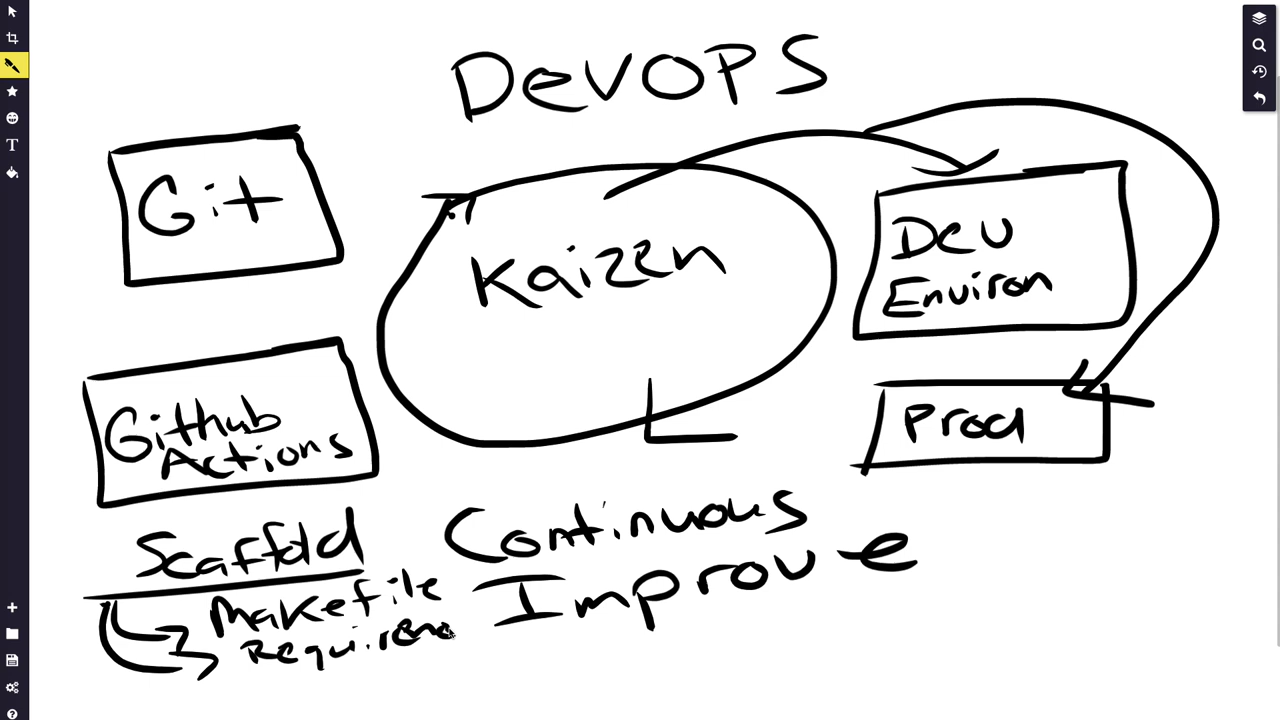 DevOPS
Git
Kaizen
Dev
Environ
Github
Actions
Prod
Scaffold
Makefile
Continuous
Improve